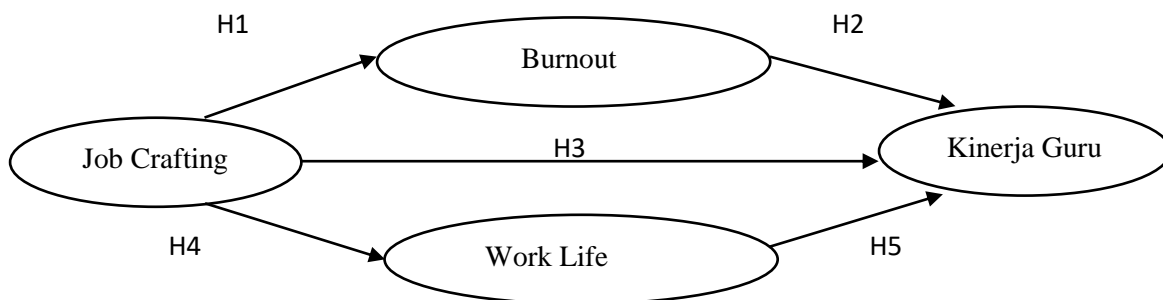 H1
H2
Burnout
Job Crafting
H3
Kinerja Guru
H4
Work Life
H5